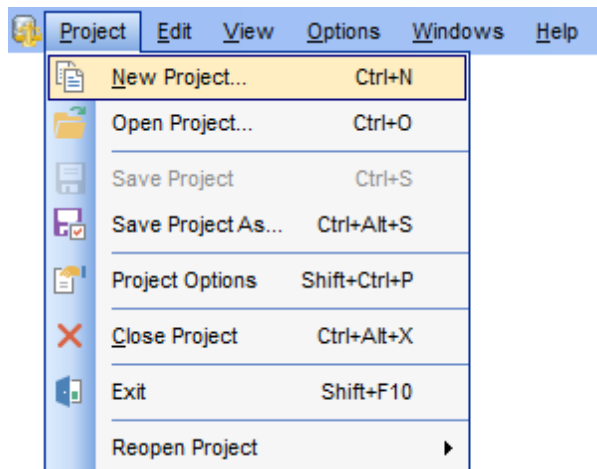 Project Edit View Options Windows Help
New Project... Ctrl+N
Open Project... Ctrl+O
Save Project Ctrl+S
Save Project As... Ctrl+Alt+S
Project Options Shift+Ctrl+P
Close Project Ctrl+Alt+X
Exit Shift+F10
Reopen Project